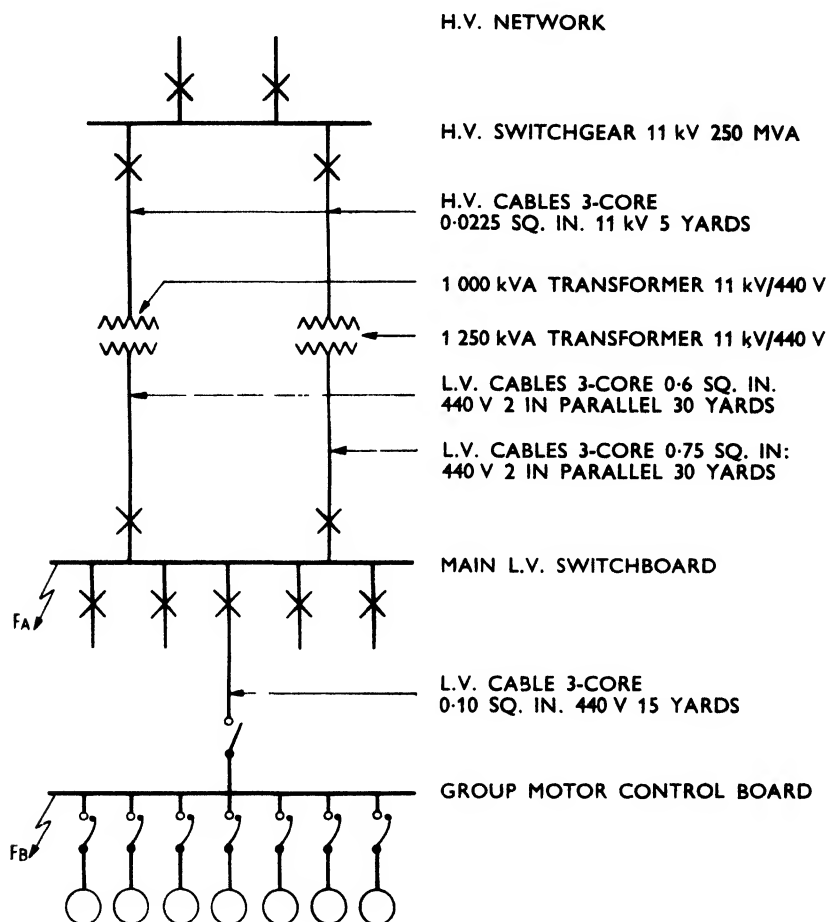 H.V. NETWORK
H.V. SWITCHGEAR 11 kV 250 MVA
H.V. CABLES 3-CORE
0·0225 SQ. IN. 11 kV 5 YARDS
1 000 kVA TRANSFORMER 11 kV/440 V
1 250 kVA TRANSFORMER 11 kV/440 V
L.V. CABLES 3-CORE 0·6 SQ. IN.
440 V 2 IN PARALLEL 30 YARDS
L.V. CABLES 3-CORE 0·75 SQ. IN:
440 V 2 IN PARALLEL 30 YARDS
MAIN L.V. SWITCHBOARD
FA
L.V. CABLE 3-CORE
0·10 SQ. IN. 440 V 15 YARDS
GROUP MOTOR CONTROL BOARD
FB